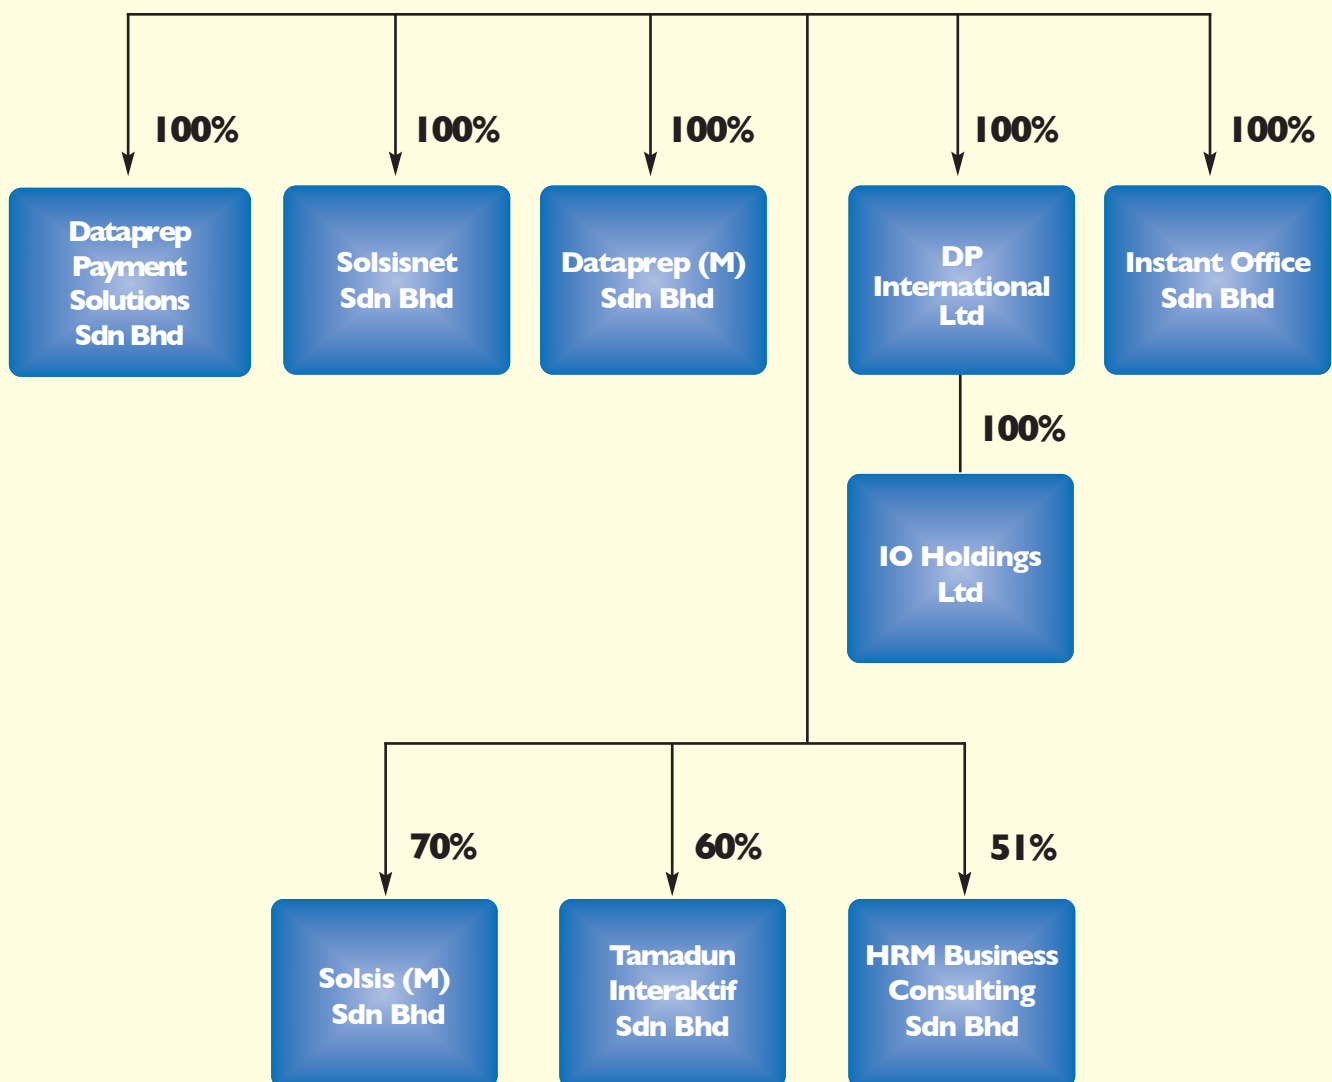 100%
100%
100%
100%
100%
Dataprep
Payment
Solutions
Sdn Bhd
Solsisnet
Sdn Bhd
Dataprep (M)
Sdn Bhd
DP
International
Ltd
Instant Office
Sdn Bhd
100%
IO Holdings
Ltd
70%
60%
51%
Solsis (M)
Sdn Bhd
Tamadun
Interaktif
Sdn Bhd
HRM Business
Consulting
Sdn Bhd